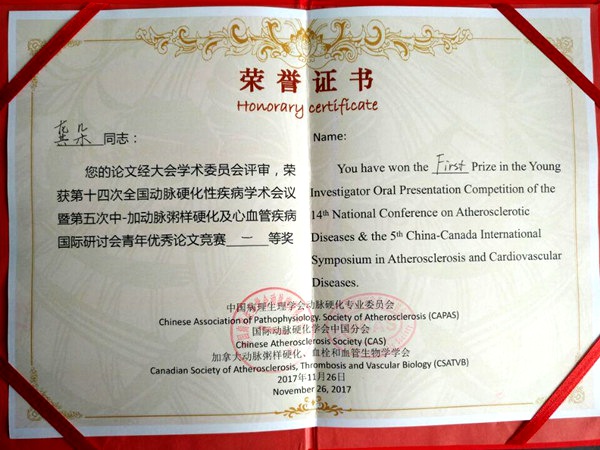 荣誉证书
Honorary certificate
龚朵 同志：
您的论文经大会学术委员会评审，荣
获第十四次全国动脉硬化性疾病学术会议
暨第五次中-加动脉粥样硬化及心血管疾病
国际研讨会青年优秀论文竞赛 一 等奖
Name:
You have won the First Prize in the Young
Investigator Oral Presentation Competition of the
14th National Conference on Atherosclerotic
Diseases & the 5th China-Canada International
Symposium in Atherosclerosis and Cardiovascular
Diseases.
中国病理生理学会动脉硬化专业委员会
Chinese Association of Pathophysiology. Society of Atherosclerosis (CAPAS)
国际动脉硬化学会中国分会
Chinese Atherosclerosis Society (CAS)
加拿大动脉粥样硬化、血栓和血管生物学学会
Canadian Society of Atherosclerosis, Thrombosis and Vascular Biology (CSATVB)
2017年11月26日
November 26, 2017